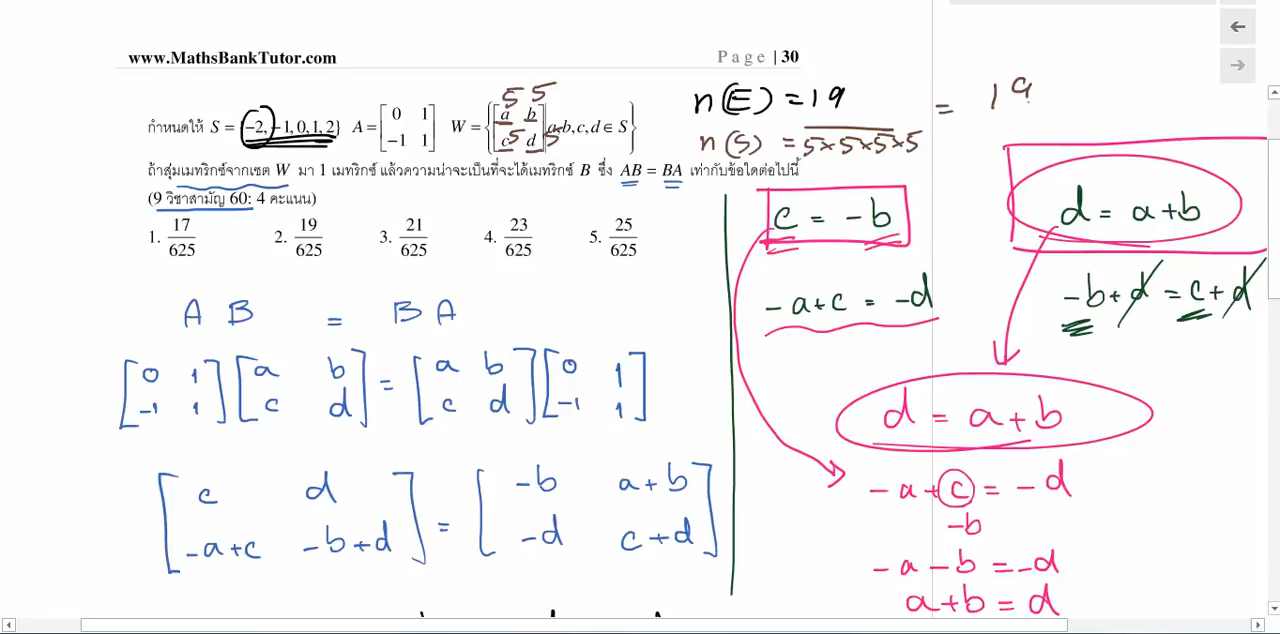 www.MathsBankTutor.com
Page | 30
กำหนดให้ S = {−2, −1, 0, 1, 2} A = [0 1; −1 1] W = {[a b; c d] a, b, c, d ∈ S}
5 5
5 5
ถ้าสุ่มเมทริกซ์จากเซต W มา 1 เมทริกซ์ แล้วความน่าจะเป็นที่จะได้เมทริกซ์ B ซึ่ง AB = BA เท่ากับข้อใดต่อไปนี้
(9 วิชาสามัญ 60: 4 คะแนน)
1. 17/625 2. 19/625 3. 21/625 4. 23/625 5. 25/625
A B = B A
[0 1; −1 1] [a b; c d] = [a b; c d] [0 1; −1 1]
[c d; −a+c −b+d] = [−b a+b; −d c+d]
n(E) = 19
n(S) = 5×5×5×5
= 19
c = −b
d = a+b
−a+c = −d
−b+d = c+d
d = a+b
−a+c = −d
−b
−a−b = −d
a+b = d